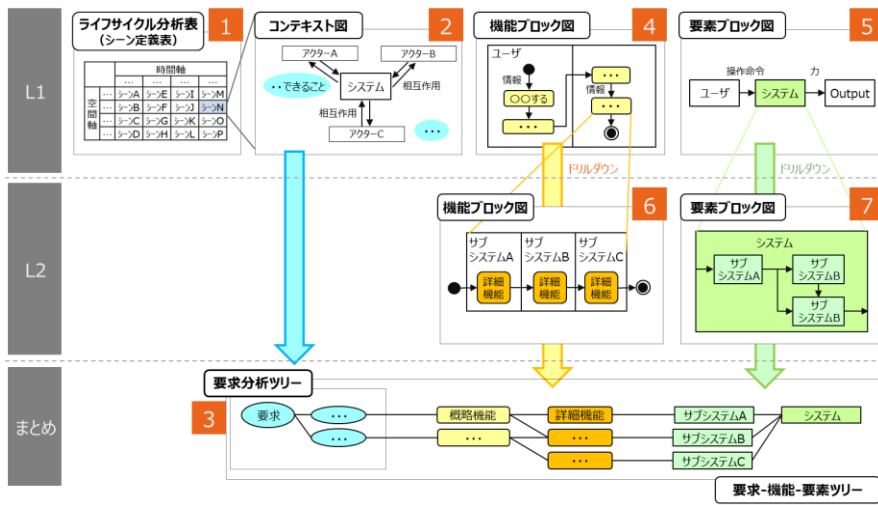 L1
ライフサイクル分析表
(シーン定義表)
1
時間軸
… … … …
空間軸
… シーンA シーンE シーンI シーンM
… シーンB シーンF シーンJ シーンN
… シーンC シーンG シーンK シーンO
… シーンD シーンH シーンL シーンP
コンテキスト図
2
アクターA
アクターB
‥できること
システム
相互作用
相互作用
アクターC
…
機能ブロック図
4
ユーザ
情報
〇〇する
…
…
情報
…
ドリルダウン
要素ブロック図
5
操作命令
力
ユーザ
システム
Output
ドリルダウン
L2
機能ブロック図
6
サブ
システムA
サブ
システムB
サブ
システムC
詳細
機能
詳細
機能
詳細
機能
要素ブロック図
7
システム
サブ
システムA
サブ
システムB
サブ
システムB
まとめ
要求分析ツリー
3
要求
…
…
概略機能
…
詳細機能
…
…
サブシステムA
サブシステムB
サブシステムC
システム
要求-機能-要素ツリー